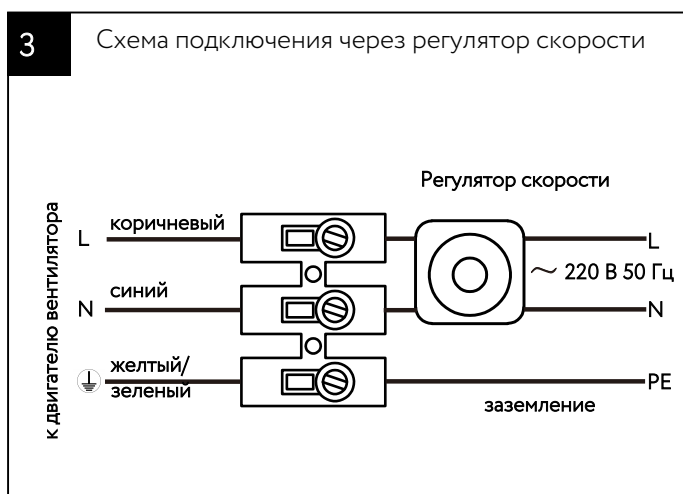 3
Схема подключения через регулятор скорости
Регулятор скорости
к двигателю вентилятора
L
коричневый
L
~ 220 В 50 Гц
N
синий
N
желтый/
зеленый
PE
заземление